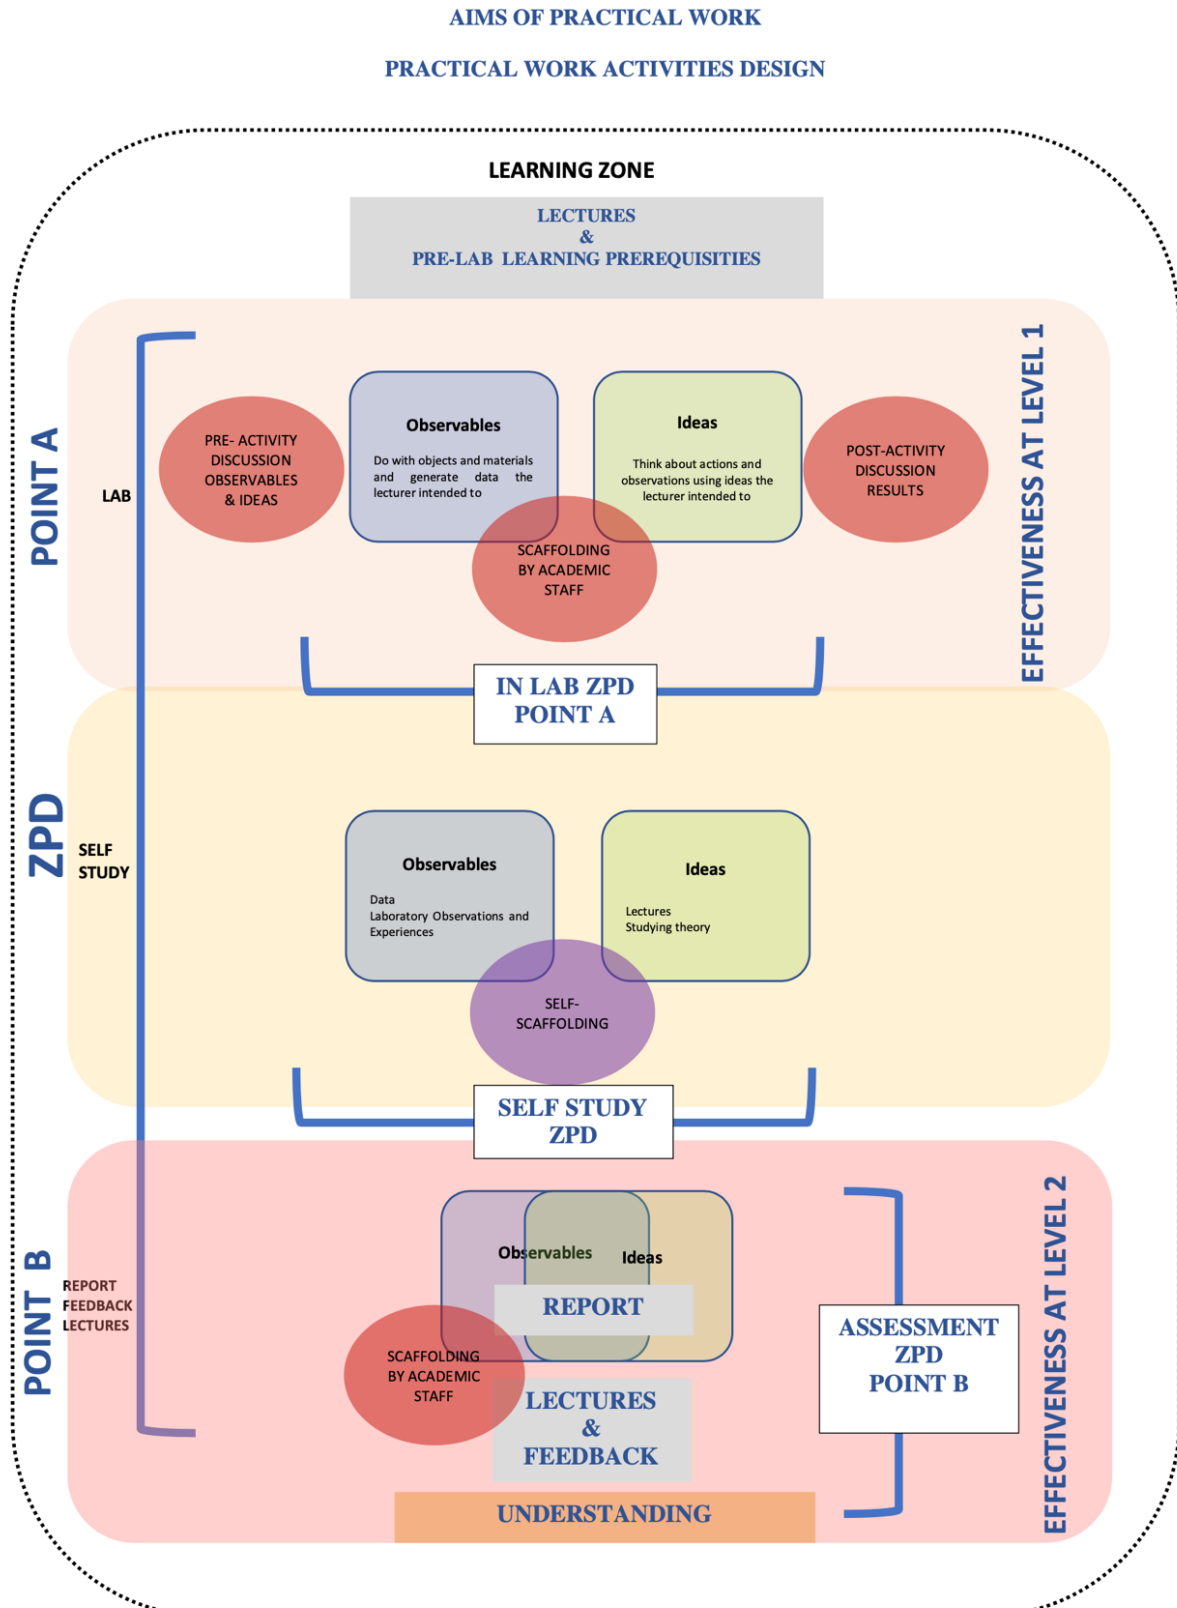 AIMS OF PRACTICAL WORK
PRACTICAL WORK ACTIVITIES DESIGN
LEARNING ZONE
LECTURES
&
PRE-LAB LEARNING PREREQUISITIES
POINT A
LAB
PRE- ACTIVITY
DISCUSSION
OBSERVABLES
& IDEAS
Observables
Do with objects and materials
and generate data the
lecturer intended to
Ideas
Think about actions and
observations using ideas the
lecturer intended to
POST-ACTIVITY
DISCUSSION
RESULTS
SCAFFOLDING
BY ACADEMIC
STAFF
EFFECTIVENESS AT LEVEL 1
IN LAB ZPD
POINT A
ZPD
SELF
STUDY
Observables
Data
Laboratory Observations and
Experiences
Ideas
Lectures
Studying theory
SELF-
SCAFFOLDING
SELF STUDY
ZPD
POINT B
REPORT
FEEDBACK
LECTURES
Observables
Ideas
REPORT
SCAFFOLDING
BY ACADEMIC
STAFF
LECTURES
&
FEEDBACK
UNDERSTANDING
ASSESSMENT
ZPD
POINT B
EFFECTIVENESS AT LEVEL 2